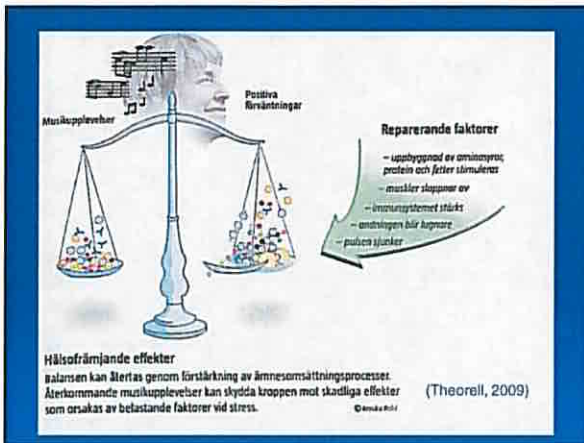 Musikupplevelser
Positiva
förväntningar
Reparerande faktorer
– uppbyggnad av aminosyror,
protein och fetter stimuleras
– muskler slappnar av
– immunsystemet stärks
– andningen blir lugnare
– pulsen sjunker
Hälsofrämjande effekter
Balansen kan återtas genom förstärkning av ämnesomsättningsprocesser.
Återkommande musikupplevelser kan skydda kroppen mot skadliga effekter
som orsakas av belastande faktorer vid stress.
(Theorell, 2009)